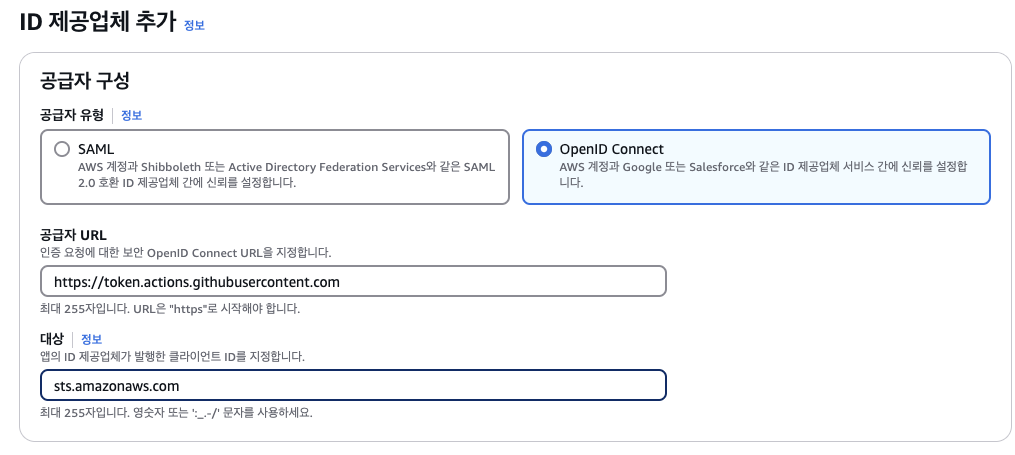 ID 제공업체 추가 정보
공급자 구성
공급자 유형 정보
SAML
AWS 계정과 Shibboleth 또는 Active Directory Federation Services와 같은 SAML
2.0 호환 ID 제공업체 간에 신뢰를 설정합니다.
OpenID Connect
AWS 계정과 Google 또는 Salesforce와 같은 ID 제공업체 서비스 간에 신뢰를 설정합
니다.
공급자 URL
인증 요청에 대한 보안 OpenID Connect URL을 지정합니다.
https://token.actions.githubusercontent.com
최대 255자입니다. URL은 "https"로 시작해야 합니다.
대상 정보
앱의 ID 제공업체가 발행한 클라이언트 ID를 지정합니다.
sts.amazonaws.com
최대 255자입니다. 영숫자 또는 ':_.-/' 문자를 사용하세요.